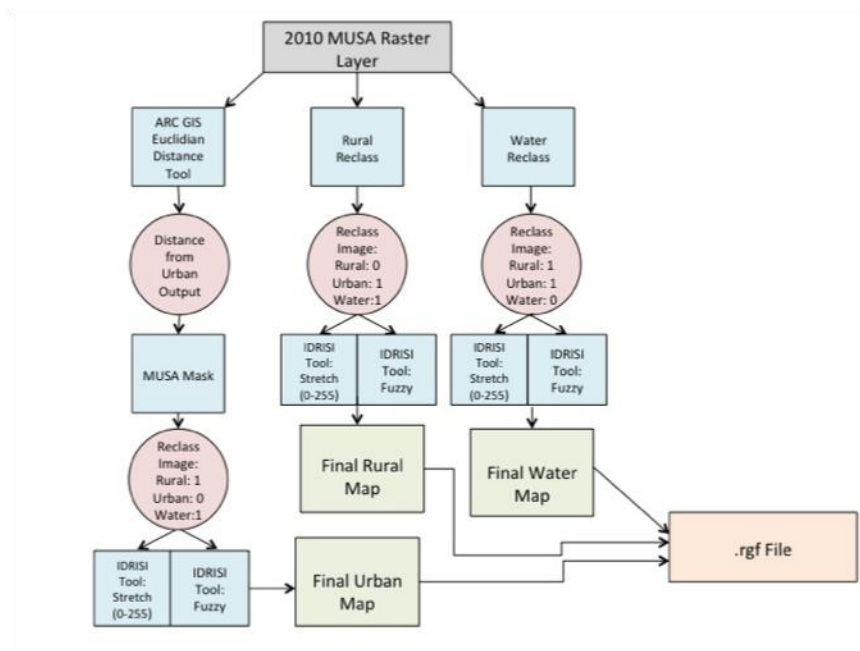 2010 MUSA Raster
Layer
ARC GIS
Euclidian
Distance
Tool
Rural
Reclass
Water
Reclass
Distance
from
Urban
Output
Reclass
Image:
Rural: 0
Urban: 1
Water:1
Reclass
Image:
Rural: 1
Urban: 1
Water: 0
MUSA Mask
IDRISI
Tool:
Stretch
(0-255)
IDRISI
Tool:
Fuzzy
IDRISI
Tool:
Stretch
(0-255)
IDRISI
Tool:
Fuzzy
Reclass
Image:
Rural: 1
Urban: 0
Water:1
Final Rural
Map
Final Water
Map
.rgf File
IDRISI
Tool:
Stretch
(0-255)
IDRISI
Tool:
Fuzzy
Final Urban
Map